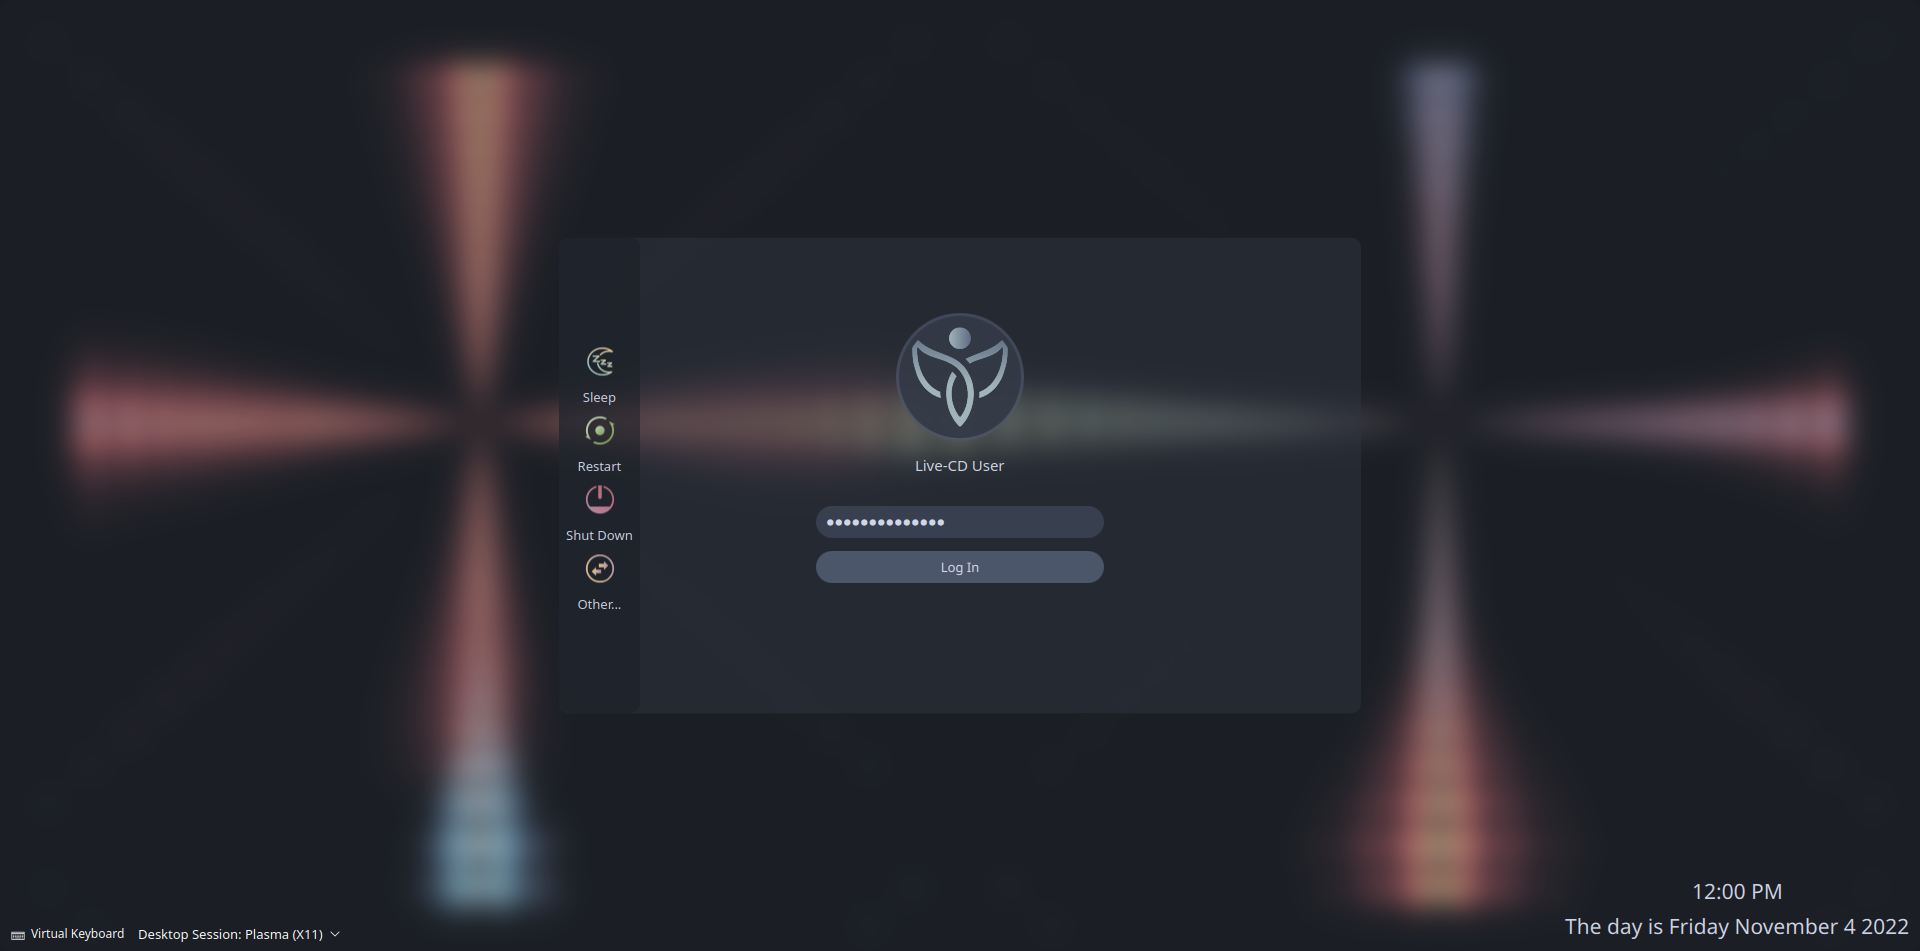 Sleep
Restart
Shut Down
Other...
Live-CD User
Log In
Virtual Keyboard
Desktop Session: Plasma (X11)
12:00 PM
The day is Friday November 4 2022